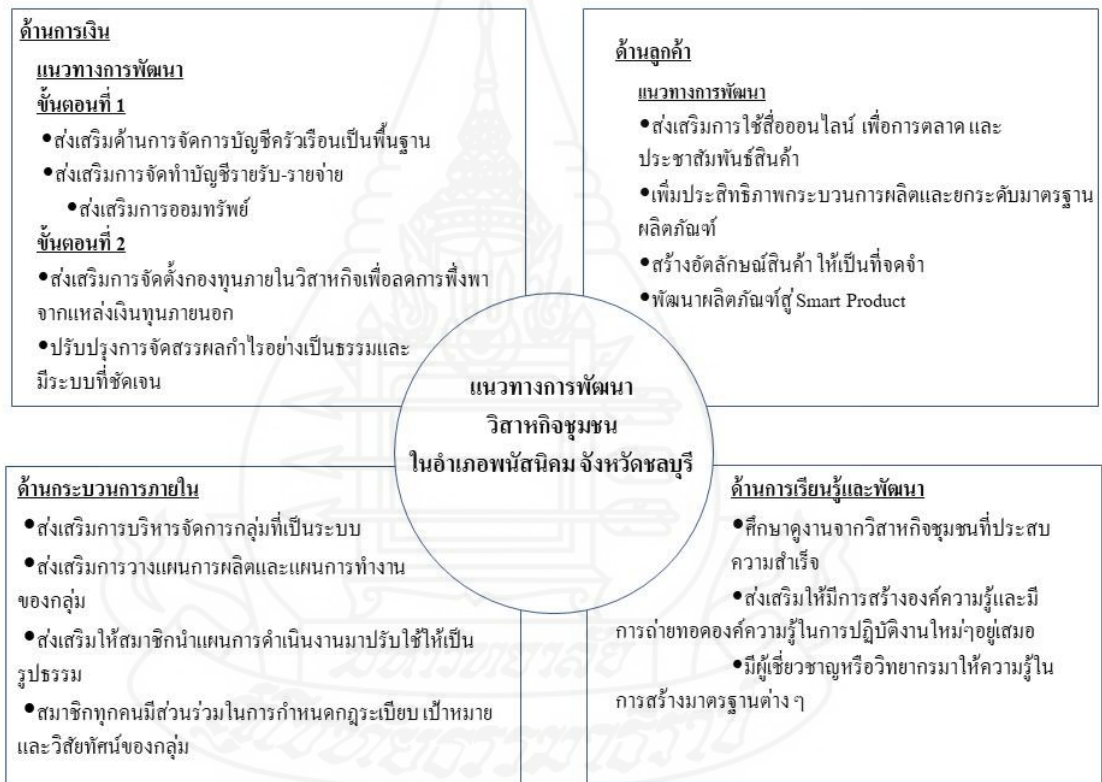 ด้านการเงิน
แนวทางการพัฒนา
ขั้นตอนที่ 1
•ส่งเสริมด้านการจัดการบัญชีครัวเรือนเป็นพื้นฐาน
•ส่งเสริมการจัดทำบัญชีรายรับ-รายจ่าย
•ส่งเสริมการออมทรัพย์
ขั้นตอนที่ 2
•ส่งเสริมการจัดตั้งกองทุนภายในวิสาหกิจเพื่อลดการพึ่งพา
จากแหล่งเงินทุนภายนอก
•ปรับปรุงการจัดสรรผลกำไรอย่างเป็นธรรมและ
มีระบบที่ชัดเจน
ด้านลูกค้า
แนวทางการพัฒนา
•ส่งเสริมการใช้สื่อออนไลน์ เพื่อการตลาด และ
ประชาสัมพันธ์สินค้า
•เพิ่มประสิทธิภาพกระบวนการผลิตและยกระดับมาตรฐาน
ผลิตภัณฑ์
•สร้างอัตลักษณ์สินค้า ให้เป็นที่จดจำ
•พัฒนาผลิตภัณฑ์สู่ Smart Product
แนวทางการพัฒนา
วิสาหกิจชุมชน
ในอำเภอพนัสนิคม จังหวัดชลบุรี
ด้านกระบวนการภายใน
•ส่งเสริมการบริหารจัดการกลุ่มที่เป็นระบบ
•ส่งเสริมการวางแผนการผลิตและแผนการทำงาน
ของกลุ่ม
•ส่งเสริมให้สมาชิกนำแผนการดำเนินงานมาปรับใช้ให้เป็น
รูปธรรม
•สมาชิกทุกคนมีส่วนร่วมในการกำหนดกฎระเบียบ เป้าหมาย
และวิสัยทัศน์ของกลุ่ม
ด้านการเรียนรู้และพัฒนา
•ศึกษาดูงานจากวิสาหกิจชุมชนที่ประสบ
ความสำเร็จ
•ส่งเสริมให้มีการสร้างองค์ความรู้และมี
การถ่ายทอดองค์ความรู้ในการปฏิบัติงานใหม่ๆอยู่เสมอ
•มีผู้เชี่ยวชาญหรือวิทยากรมาให้ความรู้ใน
การสร้างมาตรฐานต่าง ๆ